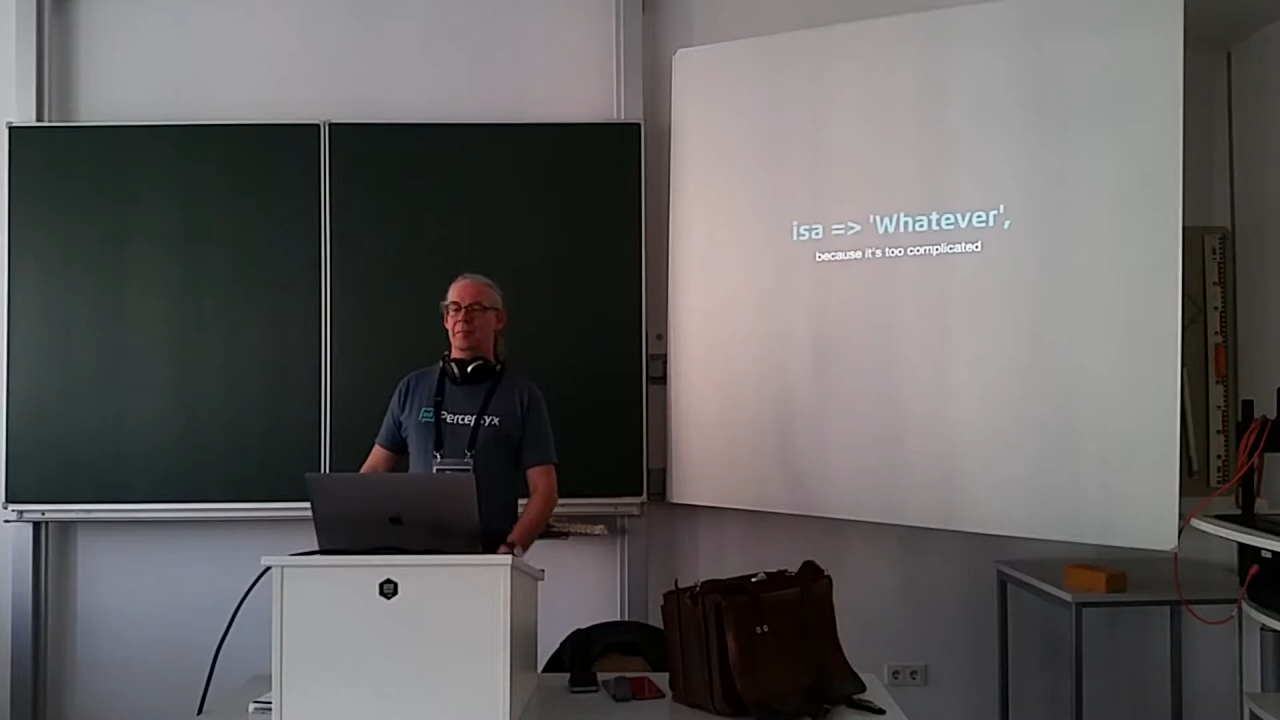 isa => 'Whatever',
because it's too complicated
Perceptyx